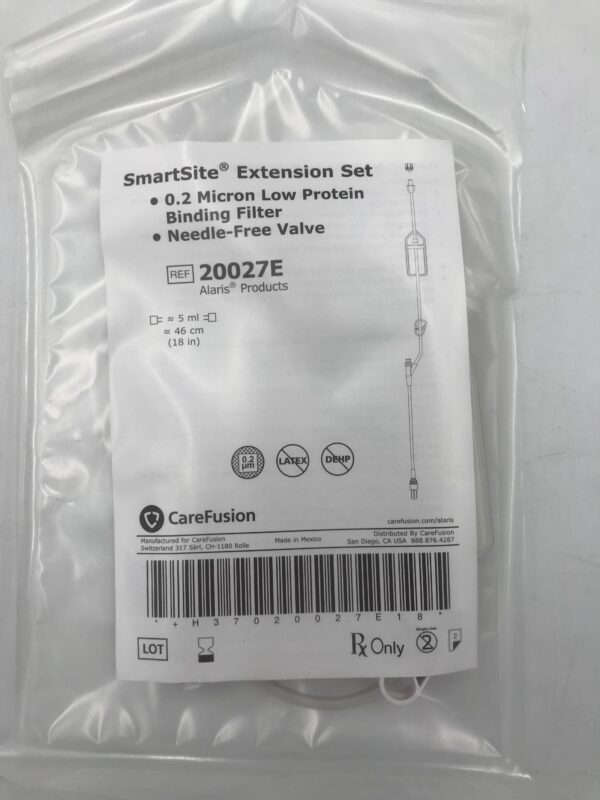 SmartSite® Extension Set
• 0.2 Micron Low Protein
Binding Filter
• Needle-Free Valve
REF 20027E
Alaris® Products
≈ 5 ml
≈ 46 cm
(18 in)
0.2 µm
LATEX
DEHP
CareFusion
carefusion.com/alaris
Manufactured for CareFusion
Switzerland 317 Sàrl, CH-1180 Rolle
Made in Mexico
Distributed By CareFusion
San Diego, CA USA 888.876.4287
*+H37020027E18*
LOT
Rx Only
Single-Use
2
2